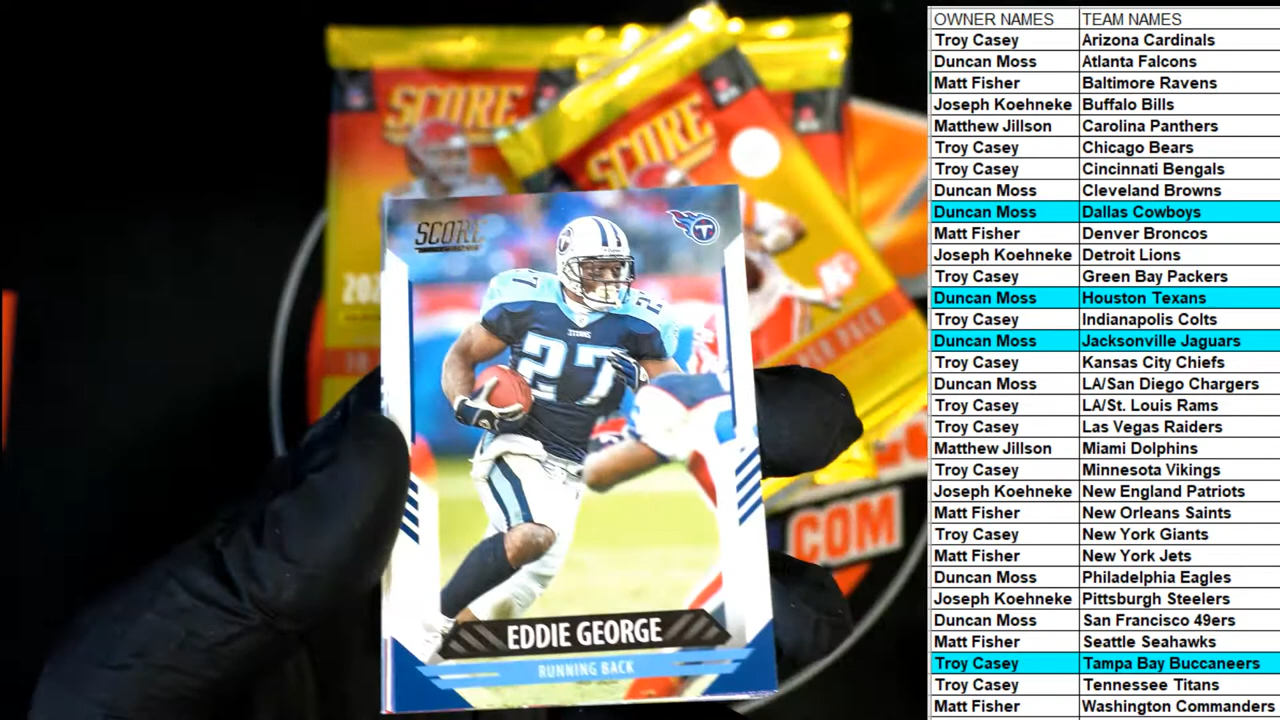 OWNER NAMES TEAM NAMES
Troy Casey Arizona Cardinals
Duncan Moss Atlanta Falcons
Matt Fisher Baltimore Ravens
Joseph Koehneke Buffalo Bills
Matthew Jillson Carolina Panthers
Troy Casey Chicago Bears
Troy Casey Cincinnati Bengals
Duncan Moss Cleveland Browns
Duncan Moss Dallas Cowboys
Matt Fisher Denver Broncos
Joseph Koehneke Detroit Lions
Troy Casey Green Bay Packers
Duncan Moss Houston Texans
Troy Casey Indianapolis Colts
Duncan Moss Jacksonville Jaguars
Troy Casey Kansas City Chiefs
Duncan Moss LA/San Diego Chargers
Troy Casey LA/St. Louis Rams
Troy Casey Las Vegas Raiders
Matthew Jillson Miami Dolphins
Troy Casey Minnesota Vikings
Joseph Koehneke New England Patriots
Matt Fisher New Orleans Saints
Troy Casey New York Giants
Matt Fisher New York Jets
Duncan Moss Philadelphia Eagles
Joseph Koehneke Pittsburgh Steelers
Duncan Moss San Francisco 49ers
Matt Fisher Seattle Seahawks
Troy Casey Tampa Bay Buccaneers
Troy Casey Tennessee Titans
Matt Fisher Washington Commanders
SCORE
SCORE
SCORE
T
TITANS
27
27
27
EDDIE GEORGE
RUNNING BACK
PER PACK
.COM